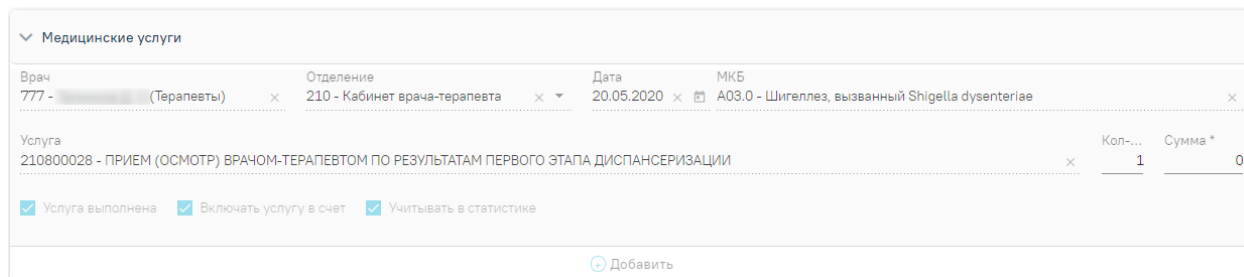 Медицинские услуги
Врач Отделение Дата МКБ
777 - (Терапевты) 210 - Кабинет врача-терапевта 20.05.2020 A03.0 - Шигеллез, вызванный Shigella dysenteriae
Услуга Кол-... Сумма *
210800028 - ПРИЕМ (ОСМОТР) ВРАЧОМ-ТЕРАПЕВТОМ ПО РЕЗУЛЬТАТАМ ПЕРВОГО ЭТАПА ДИСПАНСЕРИЗАЦИИ 1 0
Услуга выполнена Включать услугу в счет Учитывать в статистике
Добавить